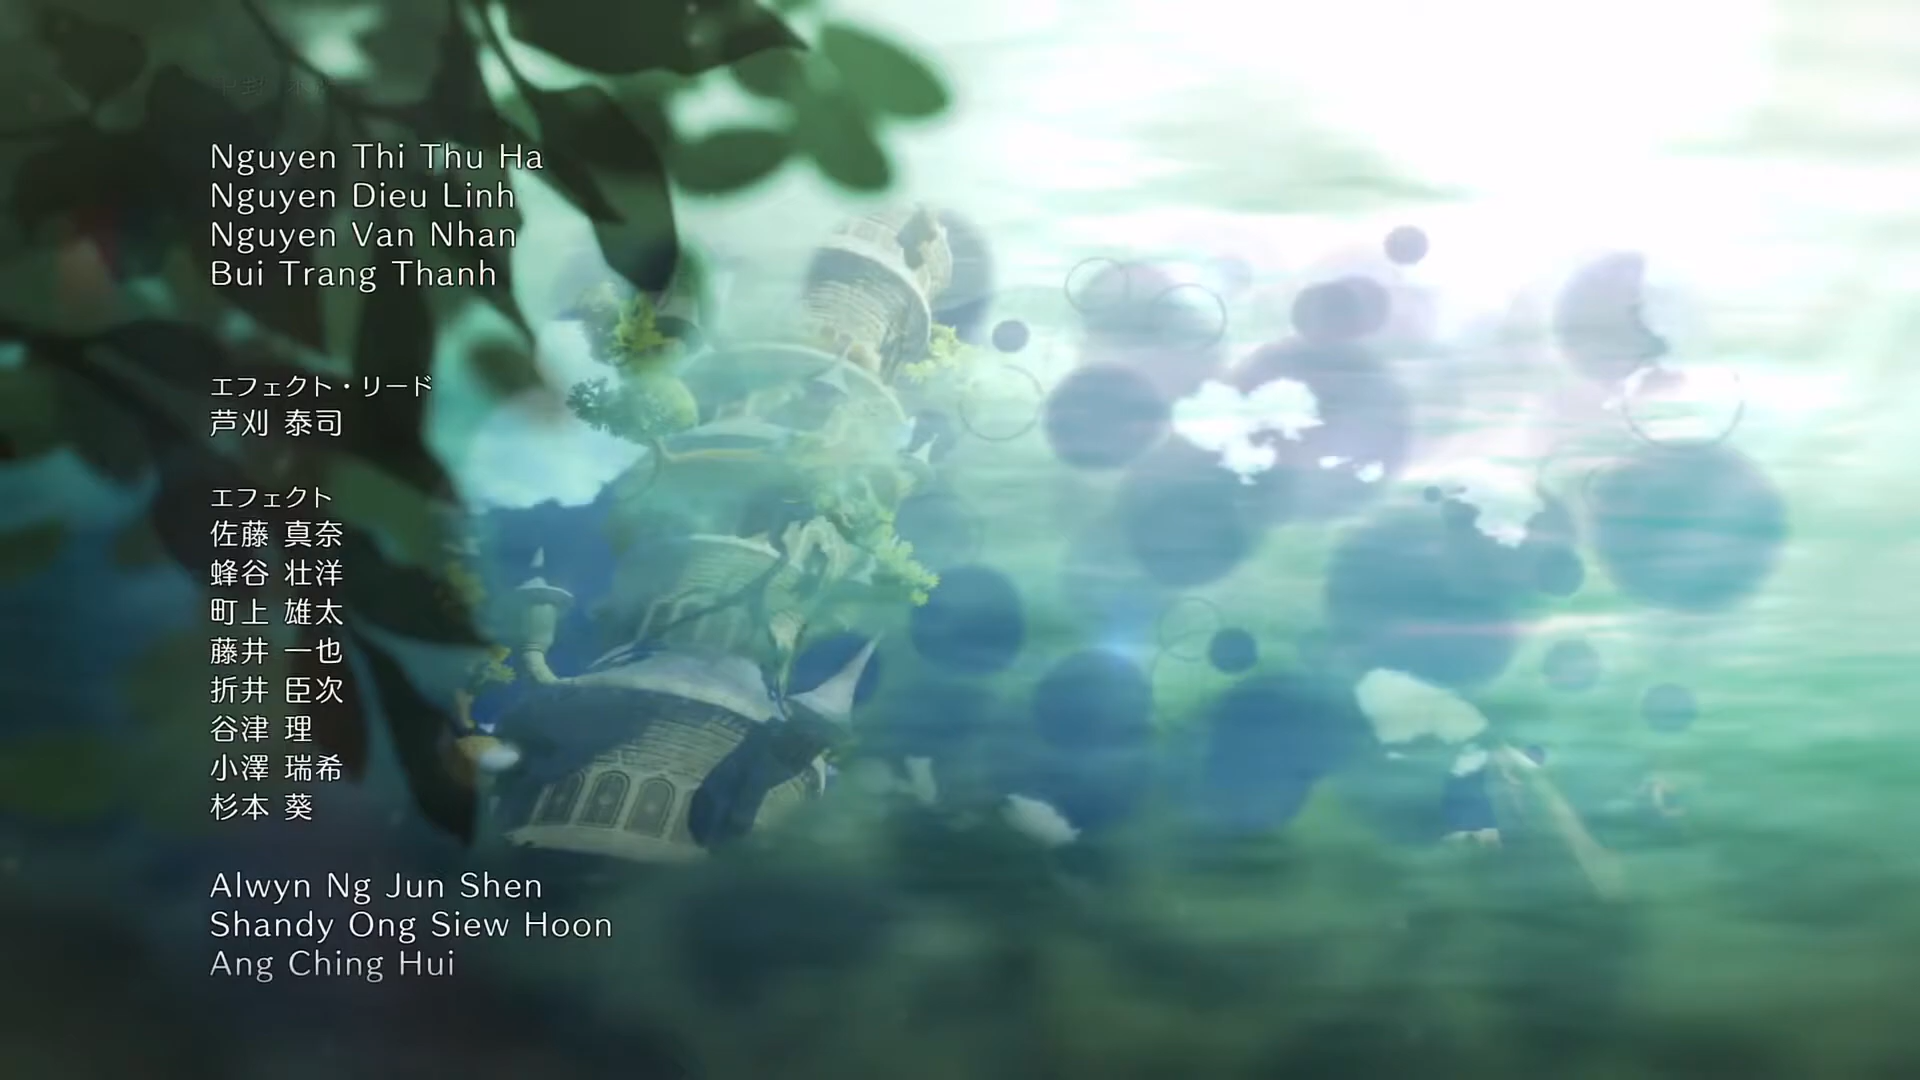 Nguyen Thi Thu Ha
Nguyen Dieu Linh
Nguyen Van Nhan
Bui Trang Thanh
エフェクト・リード
芦刈 泰司
エフェクト
佐藤 真奈
蜂谷 壮洋
町上 雄太
藤井 一也
折井 臣次
谷津 理
小澤 瑞希
杉本 葵
Alwyn Ng Jun Shen
Shandy Ong Siew Hoon
Ang Ching Hui